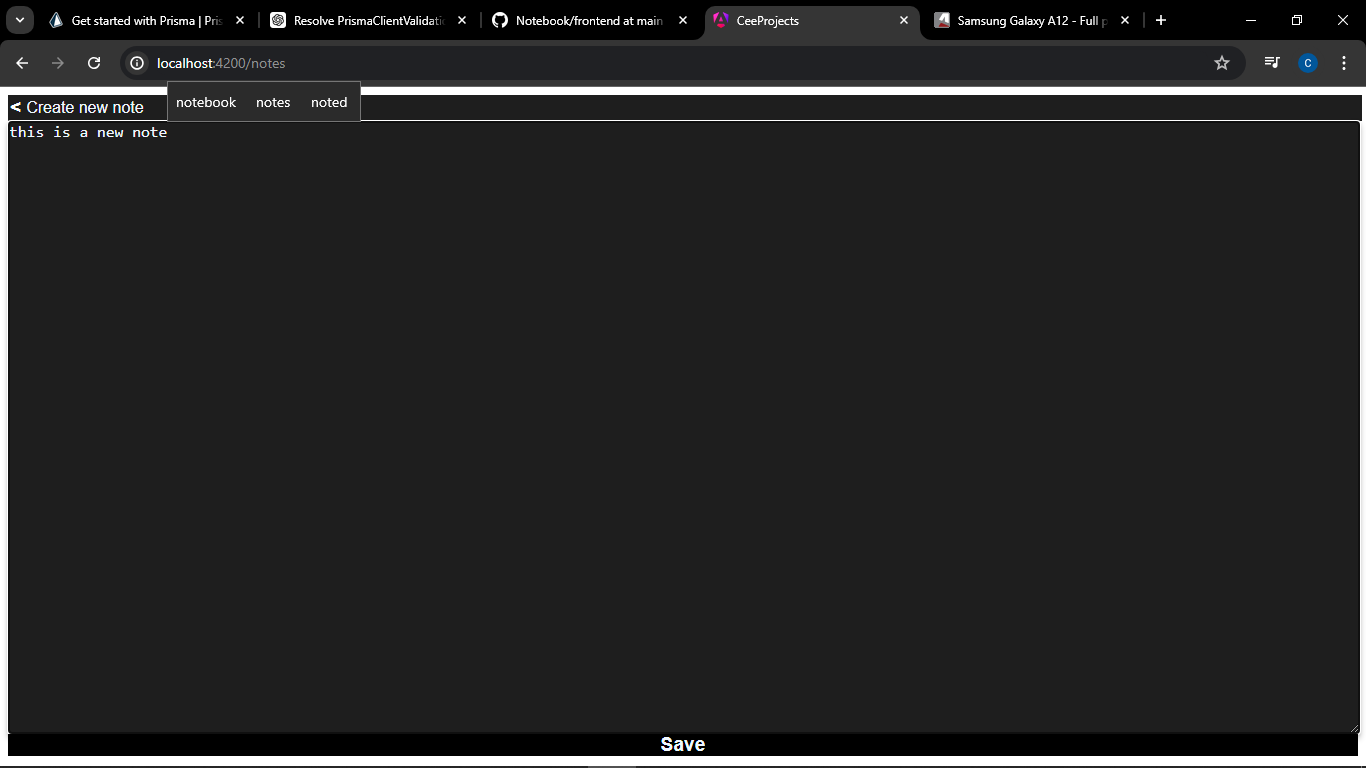 Get started with Prisma | Pris
Resolve PrismaClientValidatio
Notebook/frontend at main
CeeProjects
Samsung Galaxy A12 - Full p
localhost:4200/notes
C
notebook notes noted
< Create new note
this is a new note
Save